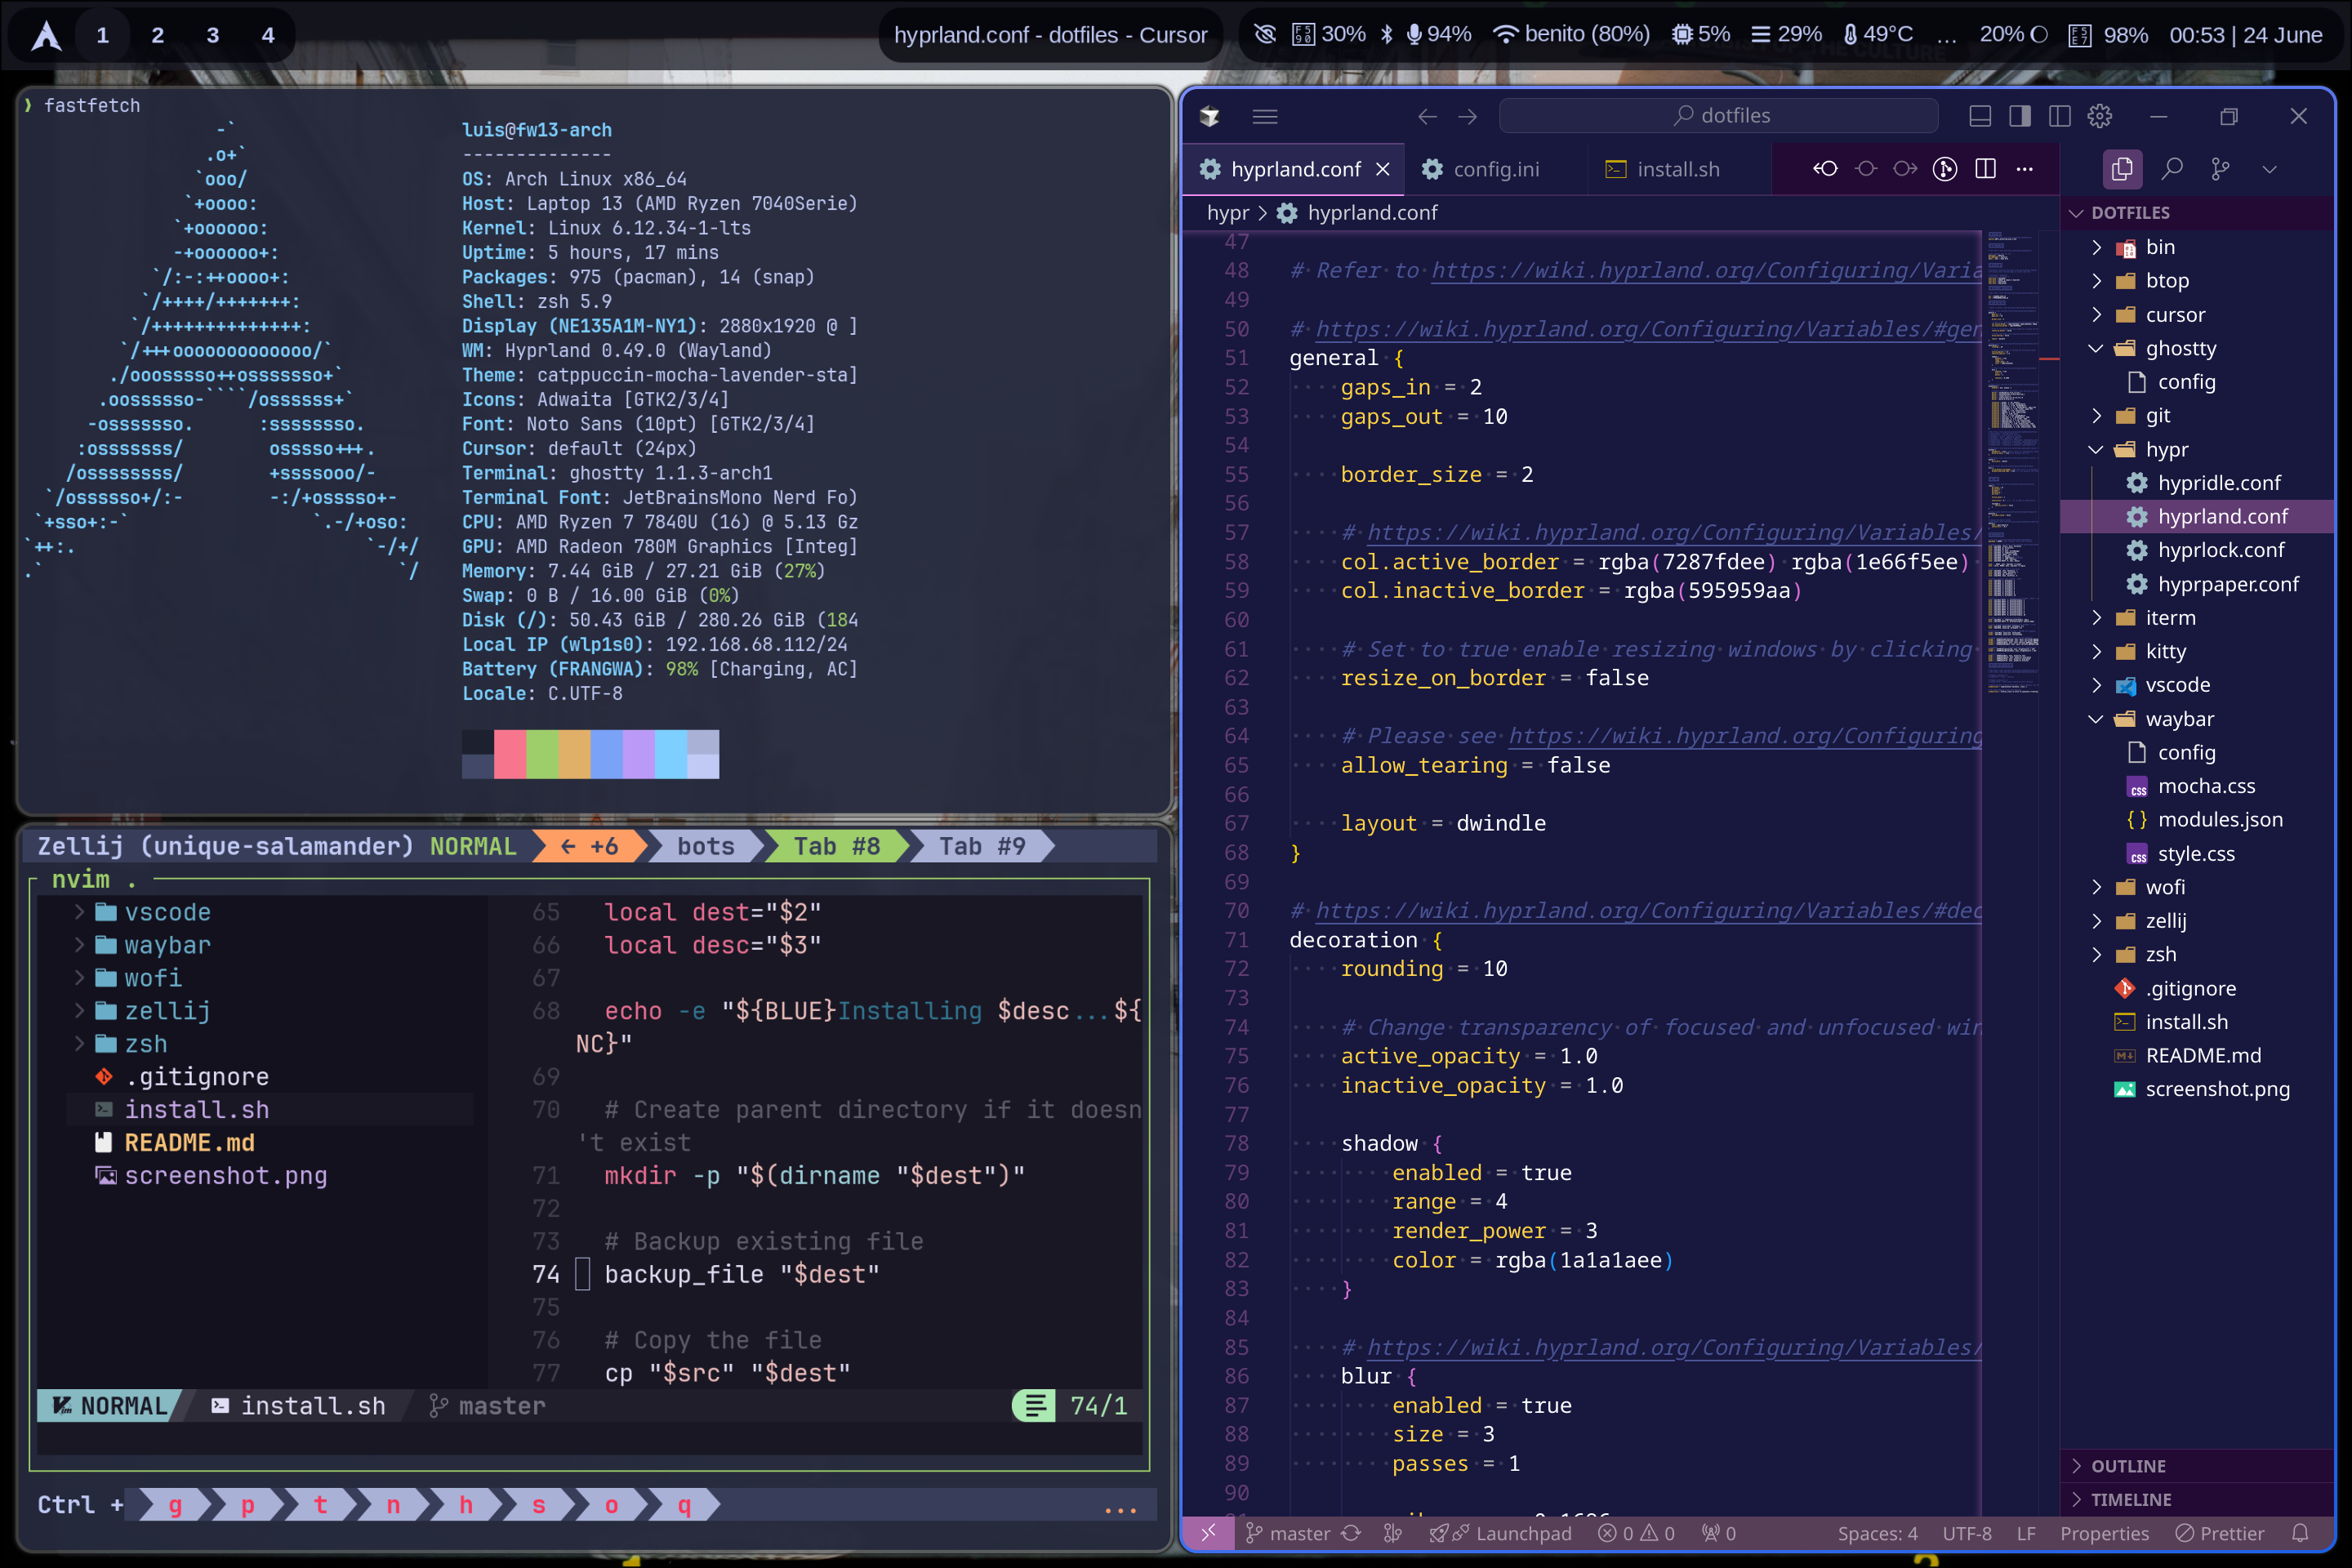 1 2 3 4
hyprland.conf - dotfiles - Cursor
30% 94% benito (80%) 5% 29% 49°C ... 20% 98% 00:53 | 24 June
❯ fastfetch
luis@fw13-arch
--------------
OS: Arch Linux x86_64
Host: Laptop 13 (AMD Ryzen 7040Serie)
Kernel: Linux 6.12.34-1-lts
Uptime: 5 hours, 17 mins
Packages: 975 (pacman), 14 (snap)
Shell: zsh 5.9
Display (NE135A1M-NY1): 2880x1920 @ ]
WM: Hyprland 0.49.0 (Wayland)
Theme: catppuccin-mocha-lavender-sta]
Icons: Adwaita [GTK2/3/4]
Font: Noto Sans (10pt) [GTK2/3/4]
Cursor: default (24px)
Terminal: ghostty 1.1.3-arch1
Terminal Font: JetBrainsMono Nerd Fo)
CPU: AMD Ryzen 7 7840U (16) @ 5.13 Gz
GPU: AMD Radeon 780M Graphics [Integ]
Memory: 7.44 GiB / 27.21 GiB (27%)
Swap: 0 B / 16.00 GiB (0%)
Disk (/): 50.43 GiB / 280.26 GiB (184
Local IP (wlp1s0): 192.168.68.112/24
Battery (FRANGWA): 98% [Charging, AC]
Locale: C.UTF-8
Zellij (unique-salamander) NORMAL ← +6 bots Tab #8 Tab #9
nvim .
vscode
waybar
wofi
zellij
zsh
.gitignore
install.sh
README.md
screenshot.png
65 local dest="$2"
66 local desc="$3"
67
68 echo -e "${BLUE}Installing $desc...${
NC}"
69
70 # Create parent directory if it doesn
't exist
71 mkdir -p "$(dirname "$dest")"
72
73 # Backup existing file
74 backup_file "$dest"
75
76 # Copy the file
77 cp "$src" "$dest"
NORMAL install.sh master 74/1
Ctrl + g p t n h s o q ...
dotfiles
hyprland.conf config.ini install.sh
hypr > hyprland.conf
47
48 # Refer to https://wiki.hyprland.org/Configuring/Varia
49
50 # https://wiki.hyprland.org/Configuring/Variables/#gen
51 general {
52 gaps_in = 2
53 gaps_out = 10
54
55 border_size = 2
56
57 # https://wiki.hyprland.org/Configuring/Variables/
58 col.active_border = rgba(7287fdee) rgba(1e66f5ee)
59 col.inactive_border = rgba(595959aa)
60
61 # Set to true enable resizing windows by clicking
62 resize_on_border = false
63
64 # Please see https://wiki.hyprland.org/Configuring
65 allow_tearing = false
66
67 layout = dwindle
68 }
69
70 # https://wiki.hyprland.org/Configuring/Variables/#dec
71 decoration {
72 rounding = 10
73
74 # Change transparency of focused and unfocused win
75 active_opacity = 1.0
76 inactive_opacity = 1.0
77
78 shadow {
79 enabled = true
80 range = 4
81 render_power = 3
82 color = rgba(1a1a1aee)
83 }
84
85 # https://wiki.hyprland.org/Configuring/Variables/
86 blur {
87 enabled = true
88 size = 3
89 passes = 1
90
DOTFILES
bin
btop
cursor
ghostty
config
git
hypr
hypridle.conf
hyprland.conf
hyprlock.conf
hyprpaper.conf
iterm
kitty
vscode
waybar
config
mocha.css
modules.json
style.css
wofi
zellij
zsh
.gitignore
install.sh
README.md
screenshot.png
OUTLINE
TIMELINE
master Launchpad 0 0 0 Spaces: 4 UTF-8 LF Properties Prettier